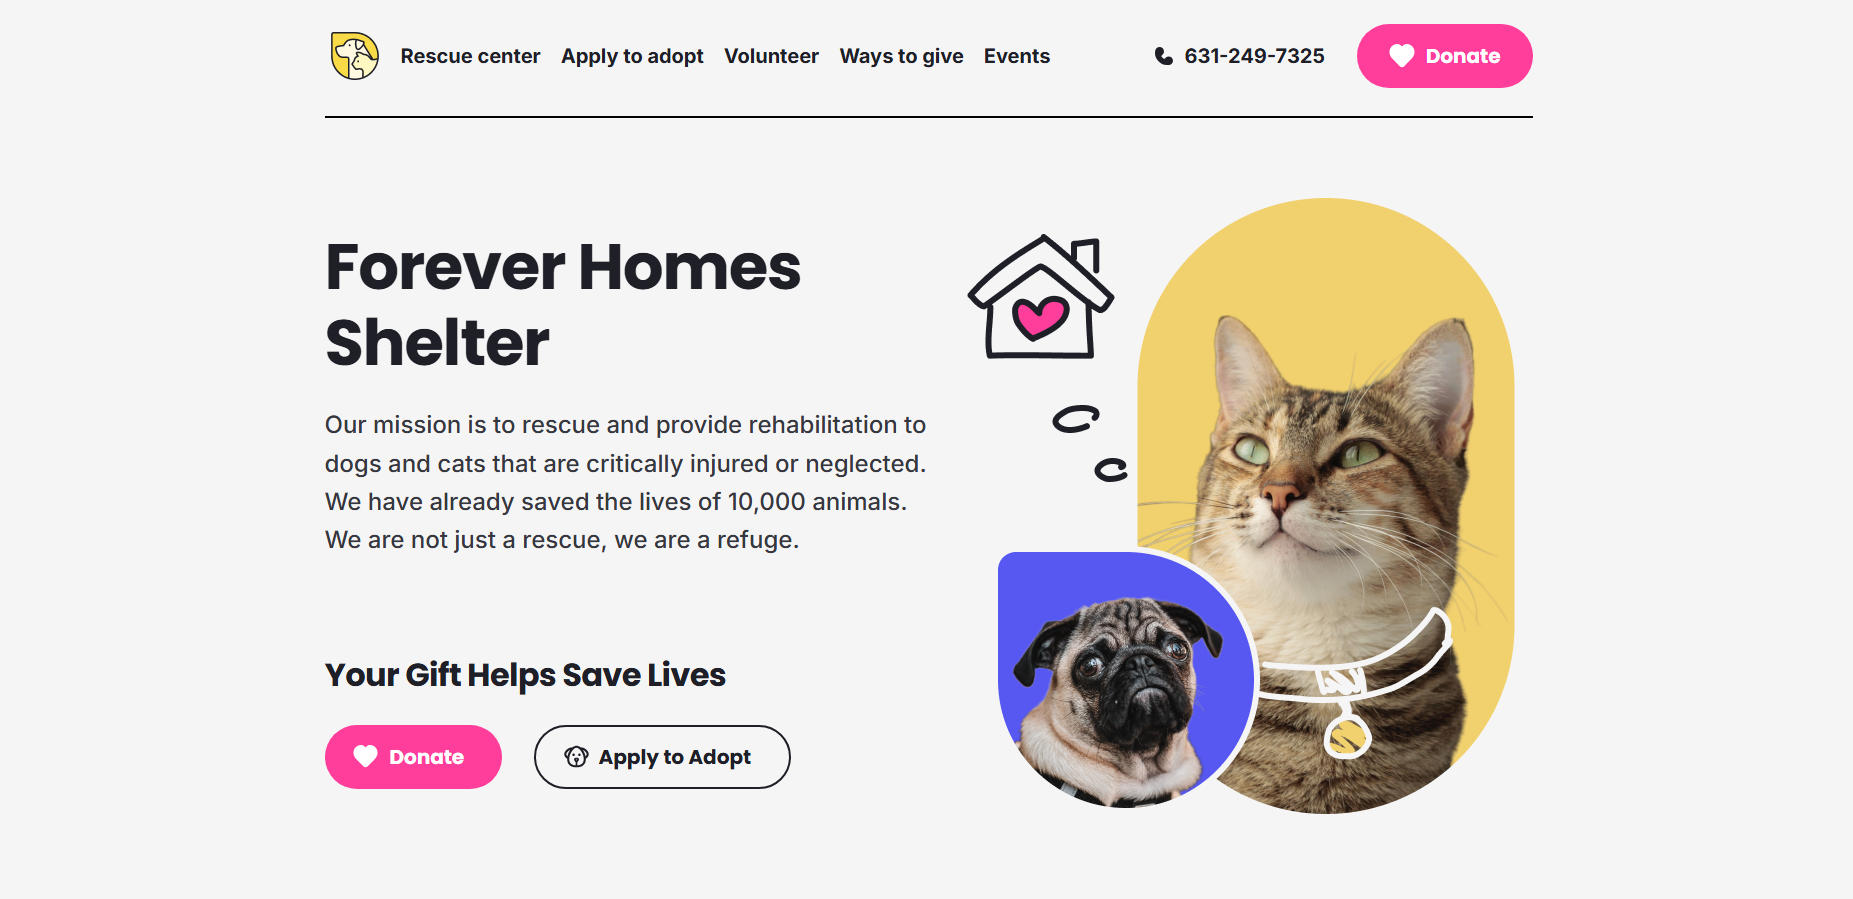 Rescue center Apply to adopt Volunteer Ways to give Events 631-249-7325 Donate
Forever Homes
Shelter
Our mission is to rescue and provide rehabilitation to
dogs and cats that are critically injured or neglected.
We have already saved the lives of 10,000 animals.
We are not just a rescue, we are a refuge.
Your Gift Helps Save Lives
Donate Apply to Adopt